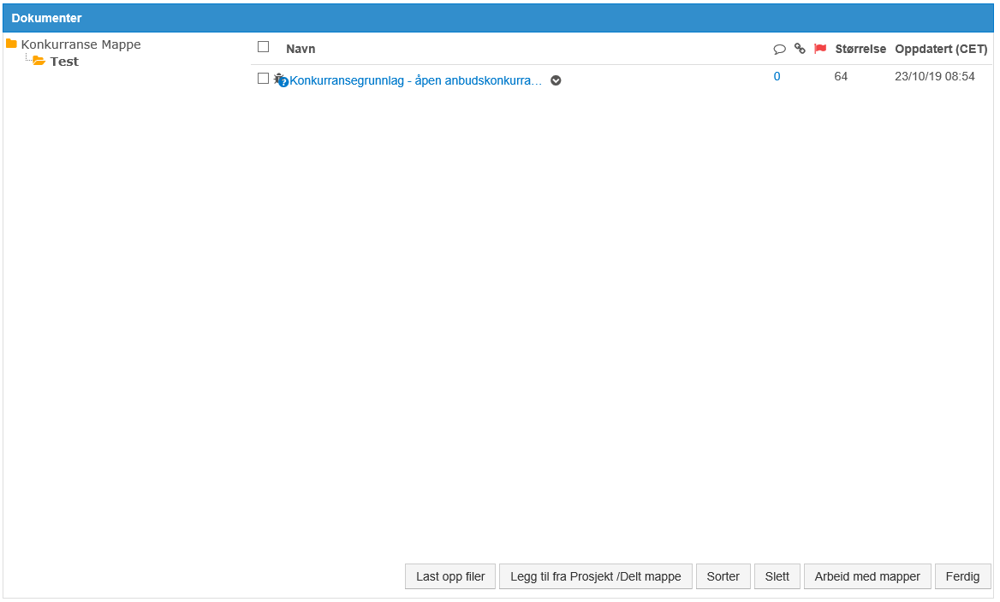 Dokumenter
Konkurranse Mappe
Test
Navn Størrelse Oppdatert (CET)
Konkurransegrunnlag - åpen anbudskonkurra... 0 64 23/10/19 08:54
Last opp filer Legg til fra Prosjekt /Delt mappe Sorter Slett Arbeid med mapper Ferdig